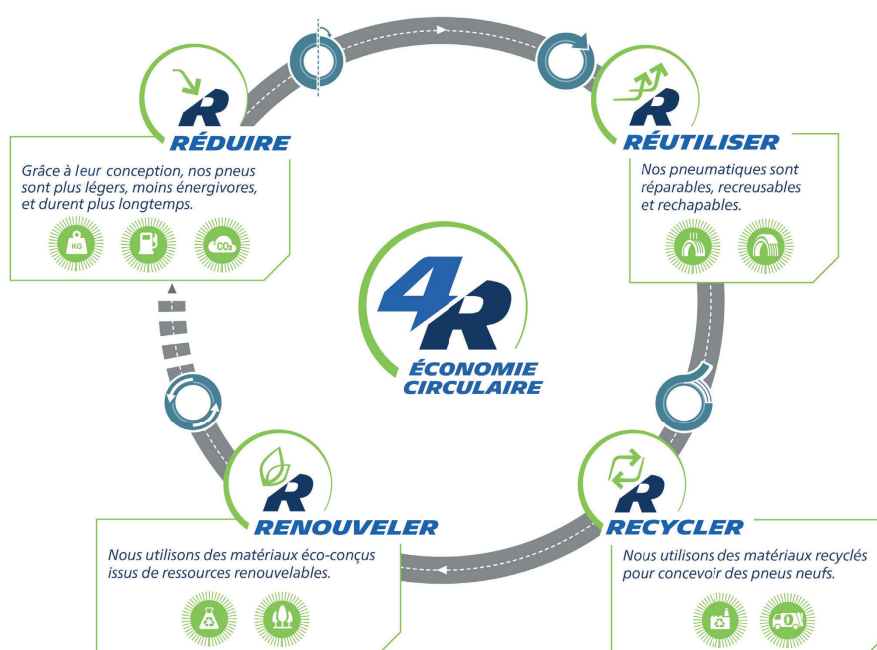 R
RÉDUIRE
Grâce à leur conception, nos pneus
sont plus légers, moins énergivores,
et durent plus longtemps.
KG
CO₂
R
RÉUTILISER
Nos pneumatiques sont
réparables, recreusables
et rechapables.
4R
ÉCONOMIE
CIRCULAIRE
R
RENOUVELER
Nous utilisons des matériaux éco-conçus
issus de ressources renouvelables.
R
RECYCLER
Nous utilisons des matériaux recyclés
pour concevoir des pneus neufs.